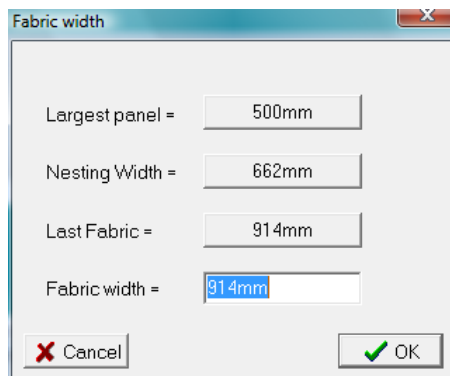 Fabric width
Largest panel = 500mm
Nesting Width = 662mm
Last Fabric = 914mm
Fabric width = 914mm
Cancel OK